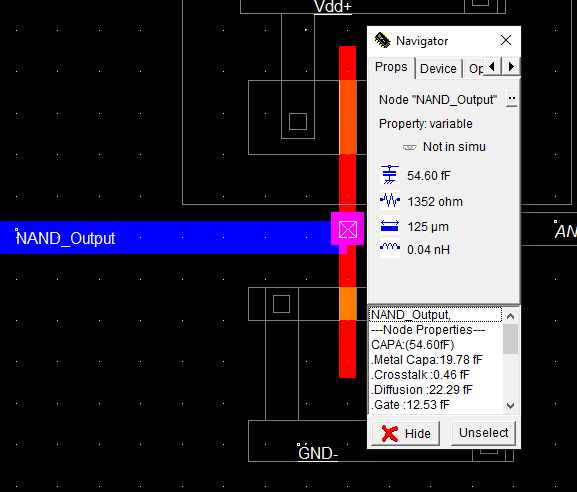 Vdd+
Navigator
Props
Device
Op
Node "NAND_Output"
..
Property: variable
Not in simu
54.60 fF
1352 ohm
125 µm
0.04 nH
NAND_Output
AN
NAND_Output,
---Node Properties---
CAPA:(54.60fF)
.Metal Capa:19.78 fF
.Crosstalk :0.46 fF
.Diffusion :22.29 fF
.Gate :12.53 fF
Hide
Unselect
GND-